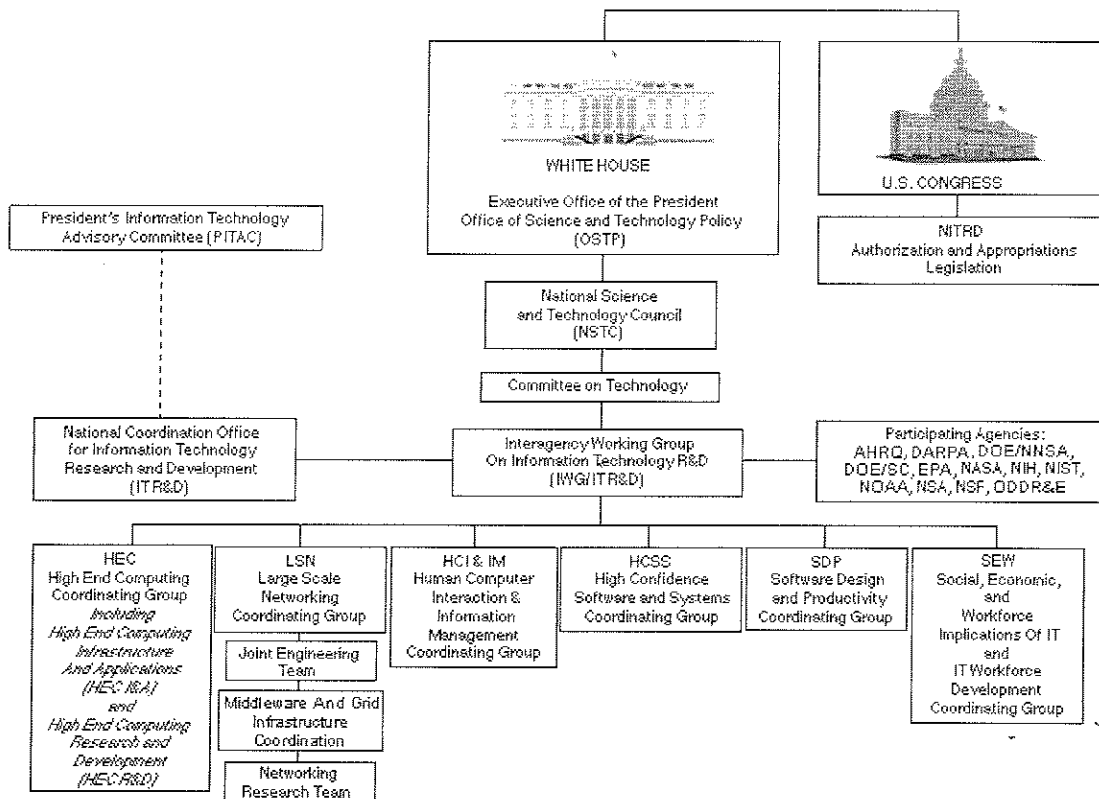 WHITE HOUSE
Executive Office of the President
Office of Science and Technology Policy
(OSTP)
U.S. CONGRESS
President's Information Technology
Advisory Committee (PITAC)
NITRD
Authorization and Appropriations
Legislation
National Science
and Technology Council
(NSTC)
Committee on Technology
National Coordination Office
for Information Technology
Research and Development
(ITR&D)
Interagency Working Group
On Information Technology R&D
(IWG/ITR&D)
Participating Agencies:
AHRQ, DARPA, DOE/NNSA,
DOE/SC, EPA, NASA, NIH, NIST,
NOAA, NSA, NSF, ODDR&E
HEC
High End Computing
Coordinating Group
Including
High End Computing
Infrastructure
And Applications
(HEC I&A)
and
High End Computing
Research and
Development
(HEC R&D)
LSN
Large Scale
Networking
Coordinating Group
Joint Engineering
Team
Middleware And Grid
Infrastructure
Coordination
Networking
Research Team
HCI & IM
Human Computer
Interaction &
Information
Management
Coordinating Group
HCSS
High Confidence
Software and Systems
Coordinating Group
SDP
Software Design
and Productivity
Coordinating Group
SEW
Social, Economic,
and
Workforce
Implications Of IT
and
IT Workforce
Development
Coordinating Group